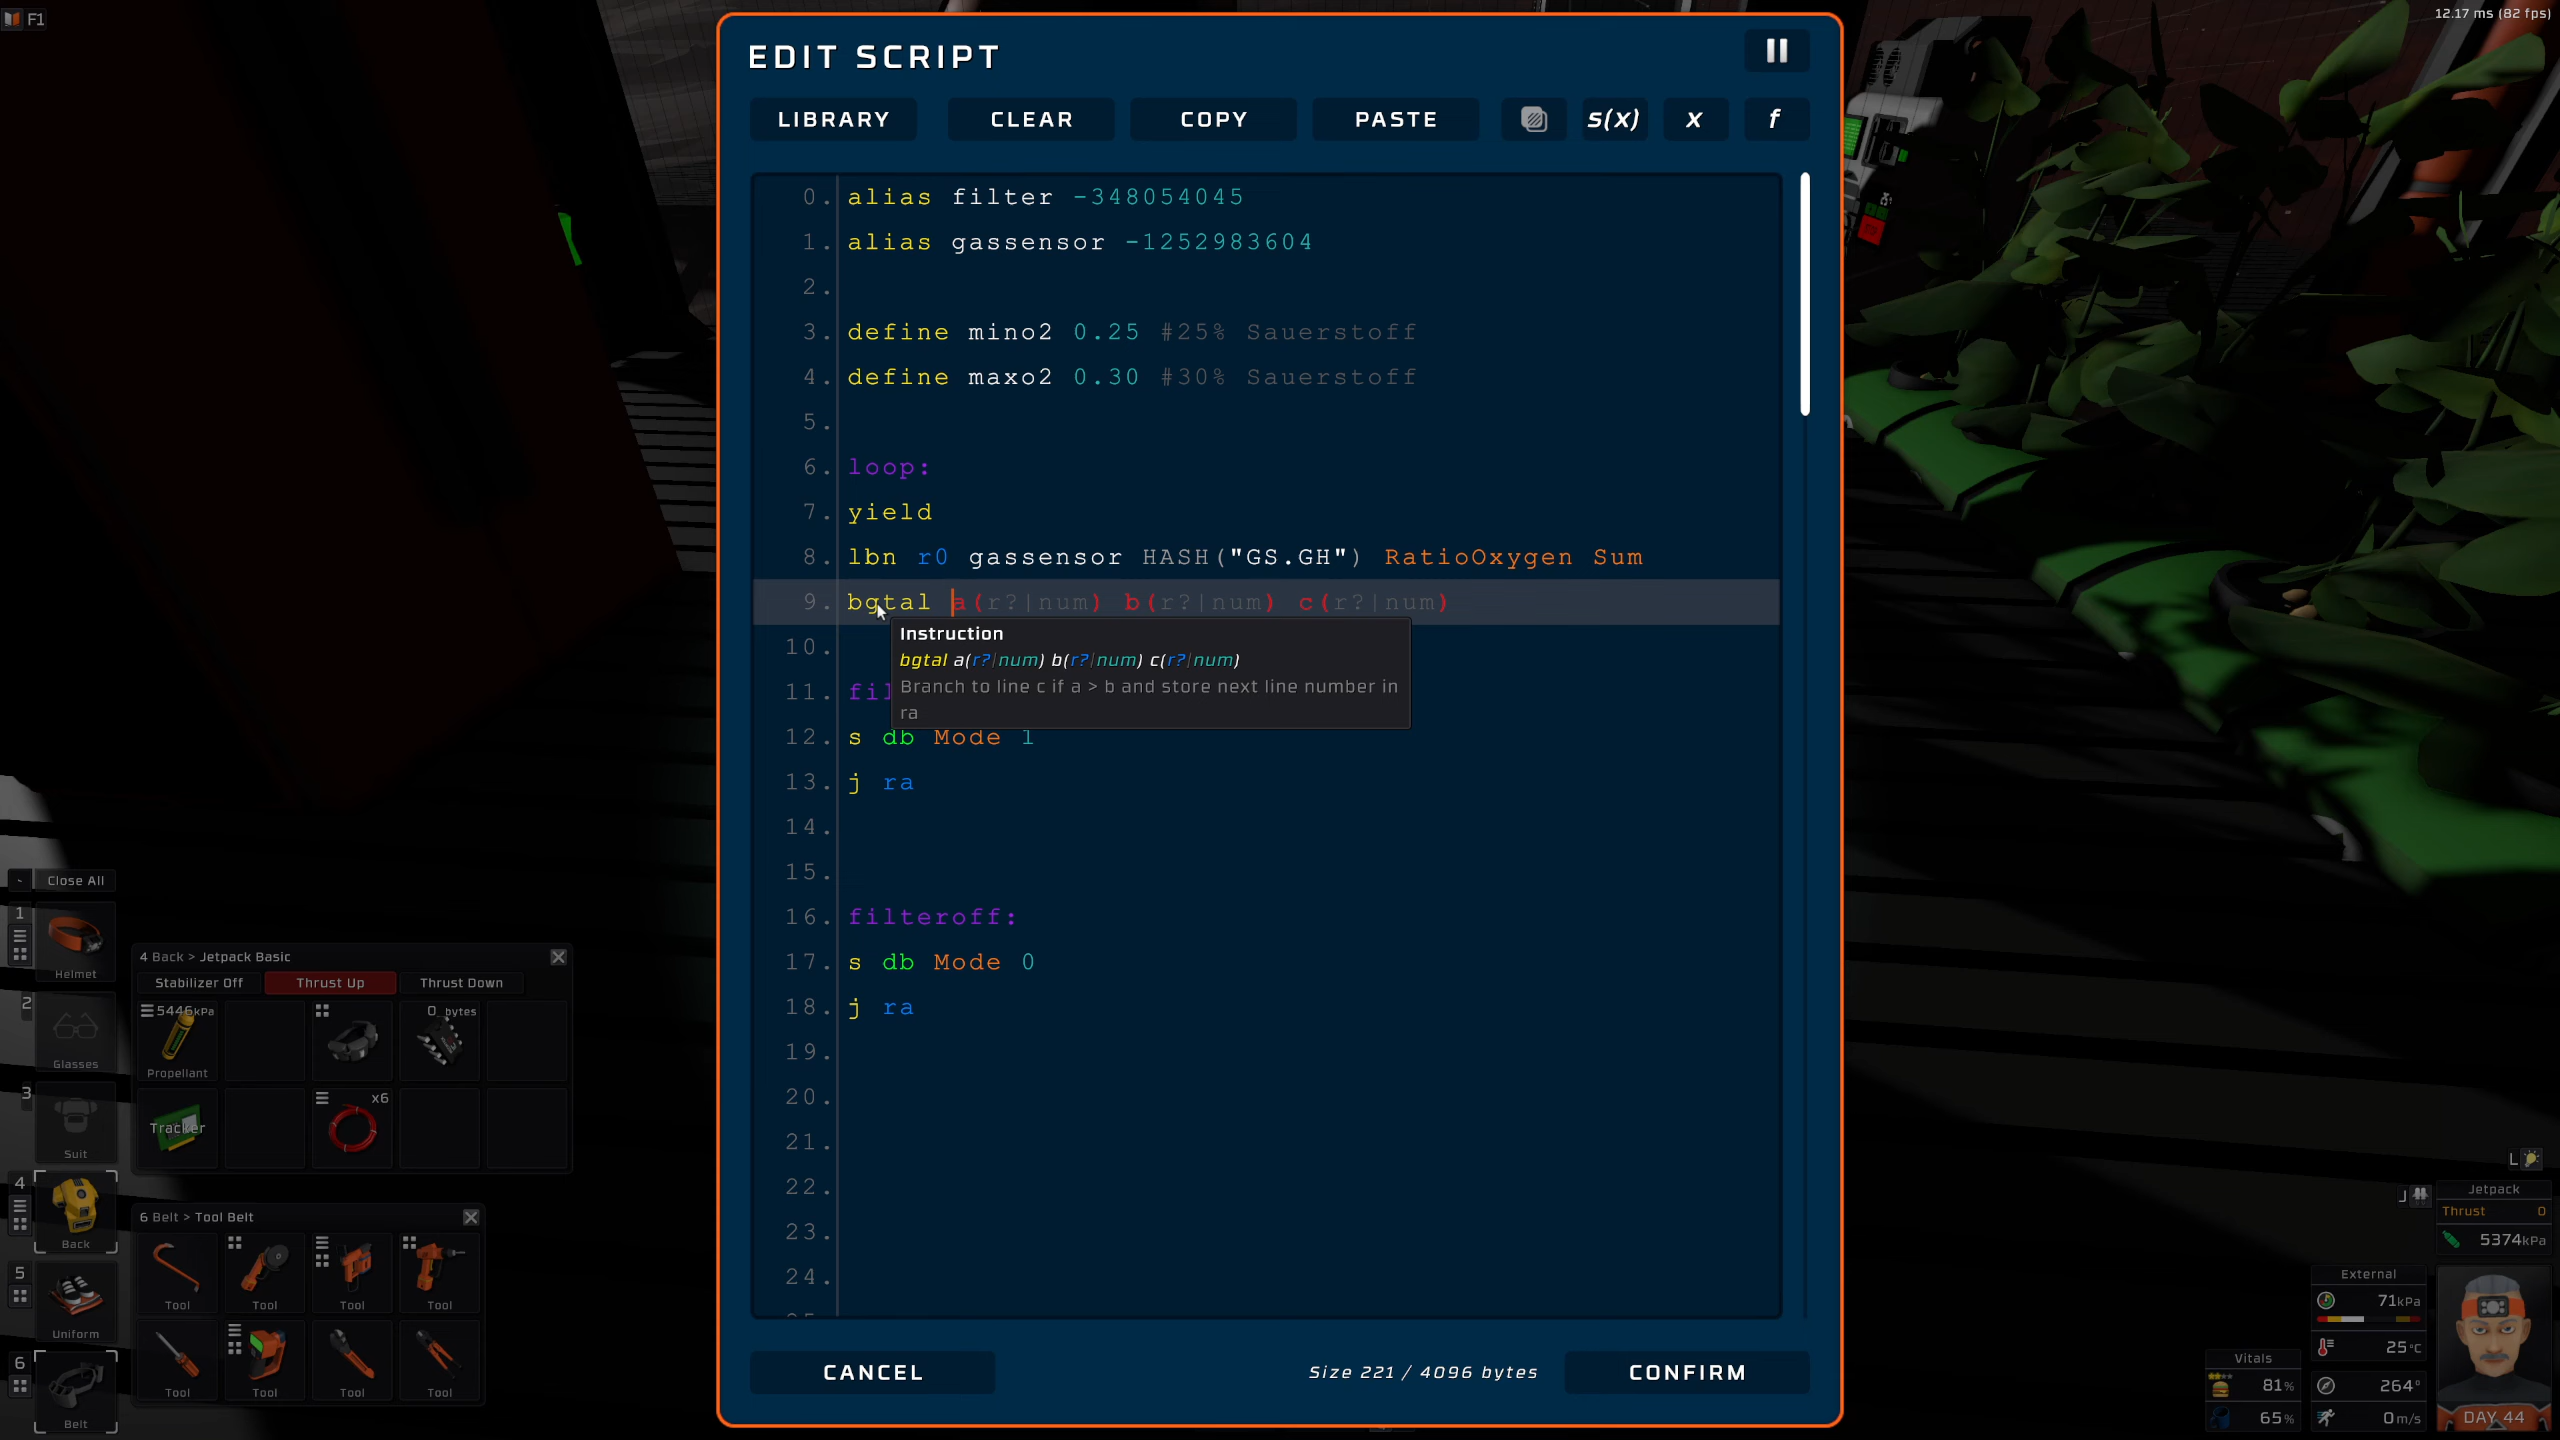 F1
12.17 ms (82 fps)
EDIT SCRIPT
LIBRARY CLEAR COPY PASTE s(x) x f
0. alias filter -348054045
1. alias gassensor -1252983604
2.
3. define mino2 0.25 #25% Sauerstoff
4. define maxo2 0.30 #30% Sauerstoff
5.
6. loop:
7. yield
8. lbn r0 gassensor HASH("GS.GH") RatioOxygen Sum
9. bgtal a(r?|num) b(r?|num) c(r?|num)
Instruction
bgtal a(r?|num) b(r?|num) c(r?|num)
Branch to line c if a > b and store next line number in
ra
10.
11. fil
12. s db Mode 1
13. j ra
14.
15.
16. filteroff:
17. s db Mode 0
18. j ra
19.
20.
21.
22.
23.
24.
CANCEL Size 221 / 4096 bytes CONFIRM
- Close All
1 Helmet
2 Glasses
3 Suit
4 Back
5 Uniform
6 Belt
4 Back > Jetpack Basic
Stabilizer Off Thrust Up Thrust Down
5446kPa 0 bytes
Propellant
x6
Tracker
6 Belt > Tool Belt
Tool Tool Tool Tool
Tool Tool Tool Tool
L
J Jetpack
Thrust 0
5374kPa
External
71kPa
25°C
264°
0m/s
Vitals
81%
65%
DAY 44